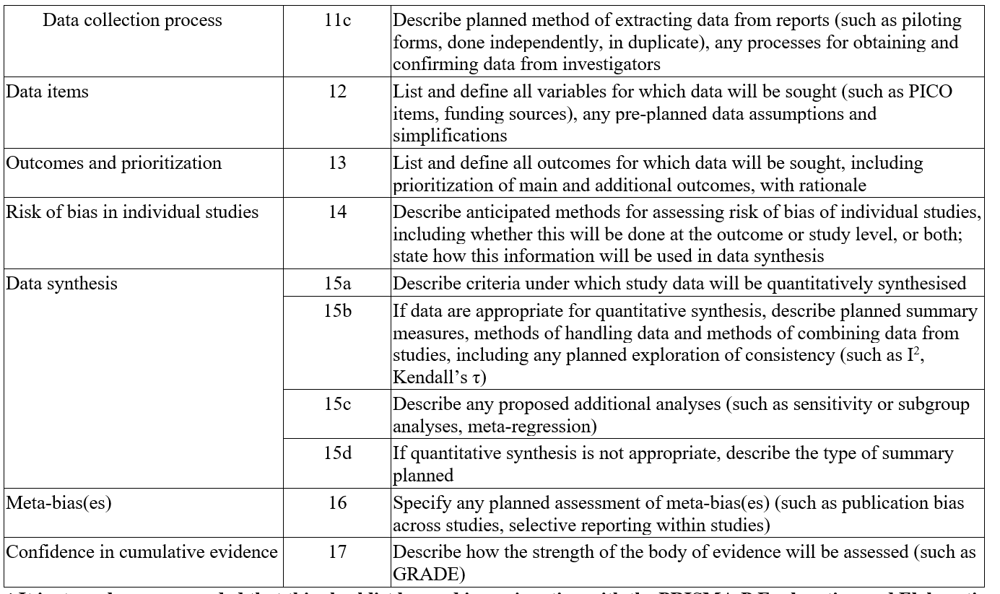 Data collection process 11c Describe planned method of extracting data from reports (such as piloting
forms, done independently, in duplicate), any processes for obtaining and
confirming data from investigators
Data items 12 List and define all variables for which data will be sought (such as PICO
items, funding sources), any pre-planned data assumptions and
simplifications
Outcomes and prioritization 13 List and define all outcomes for which data will be sought, including
prioritization of main and additional outcomes, with rationale
Risk of bias in individual studies 14 Describe anticipated methods for assessing risk of bias of individual studies,
including whether this will be done at the outcome or study level, or both;
state how this information will be used in data synthesis
Data synthesis 15a Describe criteria under which study data will be quantitatively synthesised
15b If data are appropriate for quantitative synthesis, describe planned summary
measures, methods of handling data and methods of combining data from
studies, including any planned exploration of consistency (such as I²,
Kendall’s τ)
15c Describe any proposed additional analyses (such as sensitivity or subgroup
analyses, meta-regression)
15d If quantitative synthesis is not appropriate, describe the type of summary
planned
Meta-bias(es) 16 Specify any planned assessment of meta-bias(es) (such as publication bias
across studies, selective reporting within studies)
Confidence in cumulative evidence 17 Describe how the strength of the body of evidence will be assessed (such as
GRADE)